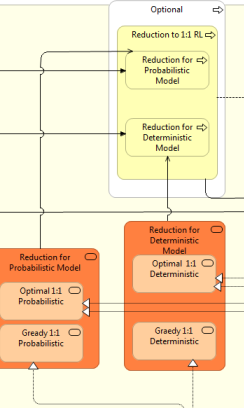 Optional
Reduction to 1:1 RL
Reduction for
Probabilistic
Model
Reduction for
Deterministic
Model
Reduction for
Probabilistic Model
Optimal 1:1
Probabilistic
Gready 1:1
Probabilistic
Reduction for
Deterministic
Model
Optimal 1:1
Deterministic
Gready 1:1
Deterministic